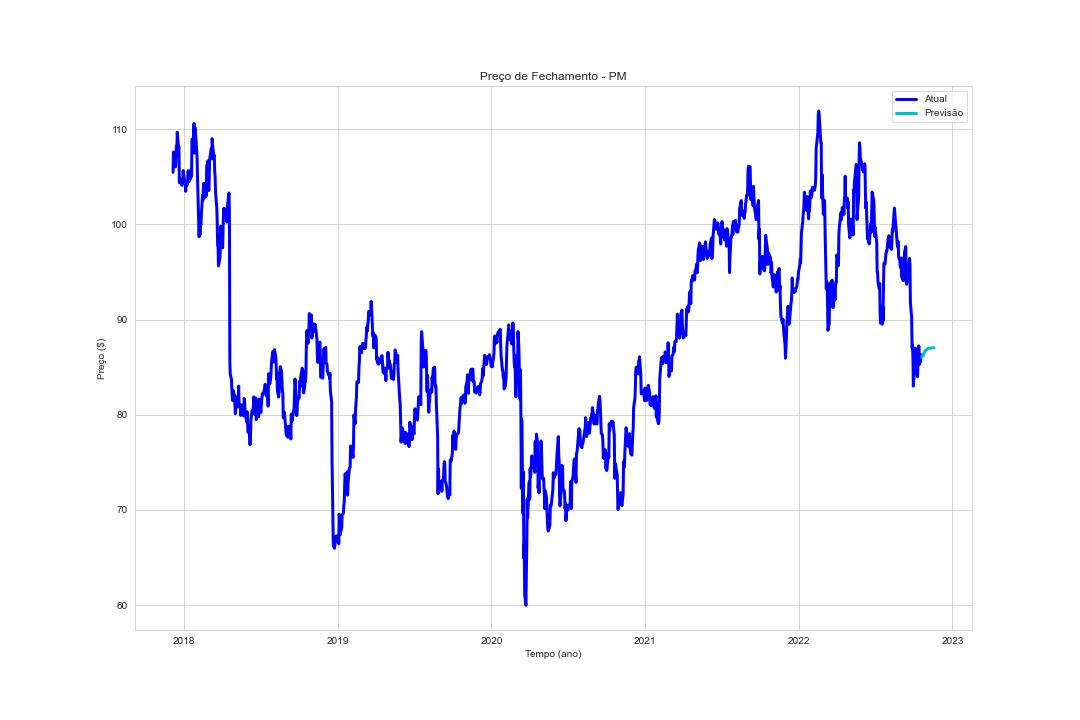 Preço de Fechamento - PM
Atual
Previsão
110
100
90
80
70
60
Preço ($)
2018 2019 2020 2021 2022 2023
Tempo (ano)